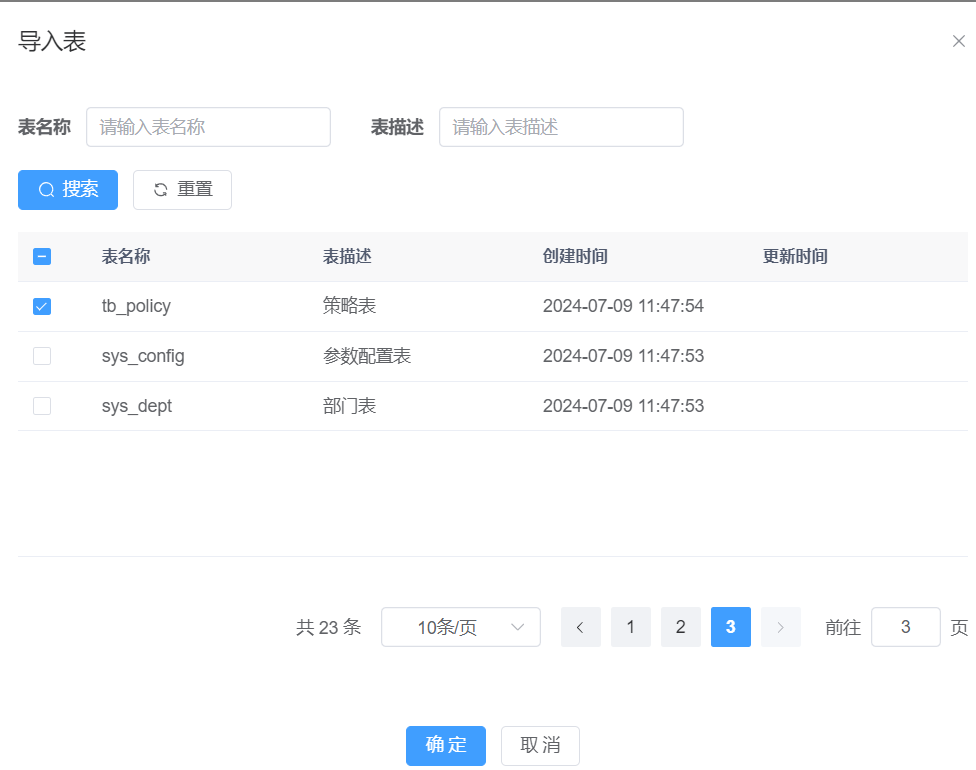 导入表
表名称 请输入表名称 表描述 请输入表描述
搜索 重置
表名称 表描述 创建时间 更新时间
tb_policy 策略表 2024-07-09 11:47:54
sys_config 参数配置表 2024-07-09 11:47:53
sys_dept 部门表 2024-07-09 11:47:53
共 23 条 10条/页 1 2 3 前往 3 页
确 定 取 消